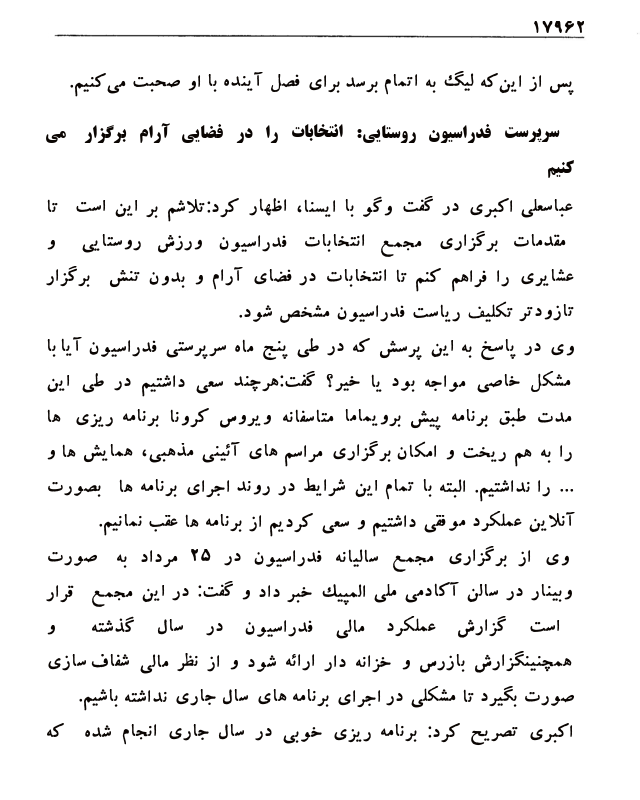 ۱۷۹۶۲
پس از این‌که لیگ به اتمام برسد برای فصل آینده با او صحبت می‌کنیم.
سرپرست فدراسیون روستایی: انتخابات را در فضایی آرام برگزار می
کنیم
عباسعلی اکبری در گفت وگو با ایسنا، اظهار کرد:تلاشم بر این است تا
مقدمات برگزاری مجمع انتخابات فدراسیون ورزش روستایی و
عشایری را فراهم کنم تا انتخابات در فضای آرام و بدون تنش برگزار
تازودتر تکلیف ریاست فدراسیون مشخص شود.
وی در پاسخ به این پرسش که در طی پنج ماه سرپرستی فدراسیون آیا با
مشکل خاصی مواجه بود یا خیر؟ گفت:هرچند سعی داشتیم در طی این
مدت طبق برنامه پیش برویماما متاسفانه ویروس کرونا برنامه ریزی ها
را به هم ریخت و امکان برگزاری مراسم های آئینی مذهبی، همایش ها و
... را نداشتیم. البته با تمام این شرایط در روند اجرای برنامه ها بصورت
آنلاین عملکرد موفقی داشتیم و سعی کردیم از برنامه ها عقب نمانیم.
وی از برگزاری مجمع سالیانه فدراسیون در ۲۵ مرداد به صورت
وبینار در سالن آکادمی ملی المپیک خبر داد و گفت: در این مجمع قرار
است گزارش عملکرد مالی فدراسیون در سال گذشته و
همچنینگزارش بازرس و خزانه دار ارائه شود و از نظر مالی شفاف سازی
صورت بگیرد تا مشکلی در اجرای برنامه های سال جاری نداشته باشیم.
اکبری تصریح کرد: برنامه ریزی خوبی در سال جاری انجام شده که